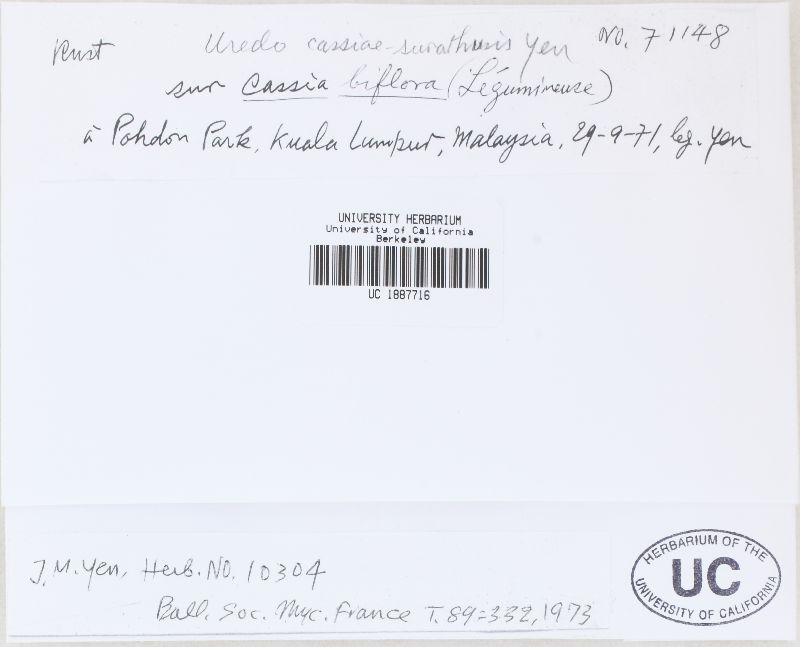 Rust Uredo cassiae-surathusis Yen No. 71148
sur Cassia biflora (Légumineuse)
à Pohdon Park, Kuala Lumpur, Malaysia, 29-9-71, leg. Yen
UNIVERSITY HERBARIUM
University of California
Berkeley
UC 1887716
J.M. Yen, Herb. No. 10304
Bull. Soc. Myc. France T. 89=332, 1973
HERBARIUM OF THE
UC
UNIVERSITY OF CALIFORNIA